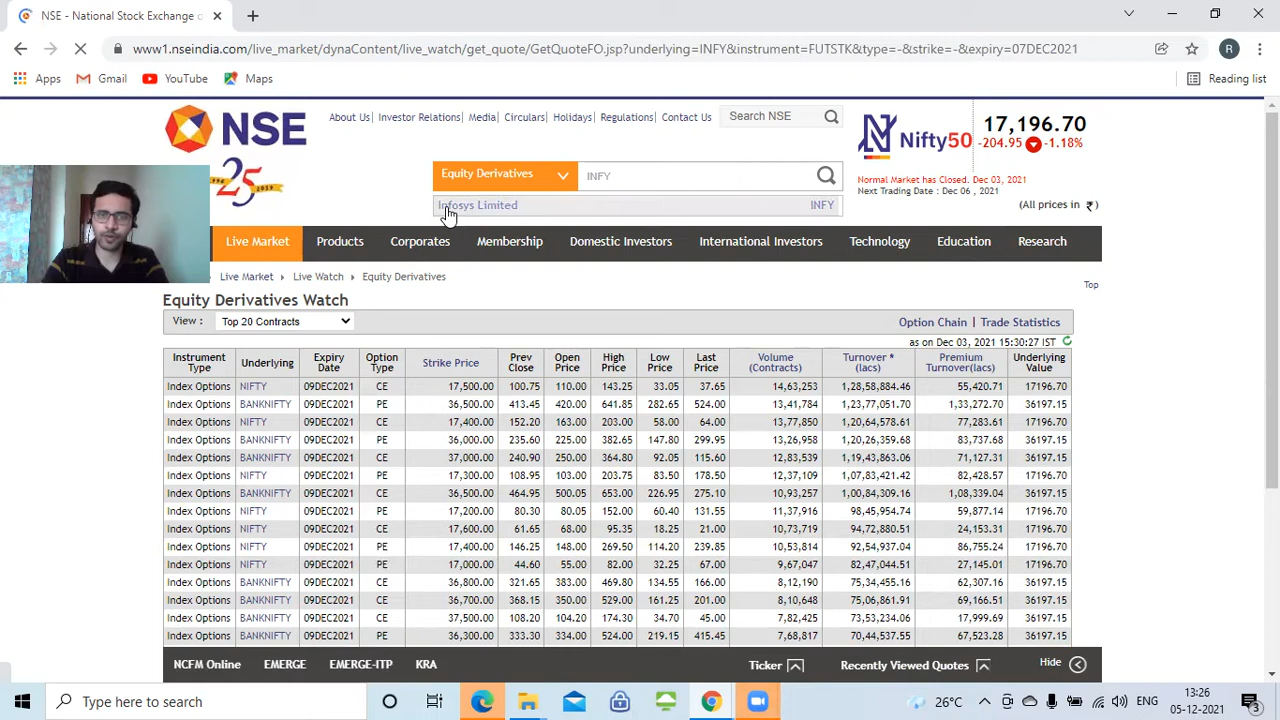 NSE - National Stock Exchange o
www1.nseindia.com/live_market/dynaContent/live_watch/get_quote/GetQuoteFO.jsp?underlying=INFY&instrument=FUTSTK&type=-&strike=-&expiry=07DEC2021
R
Apps Gmail YouTube Maps Reading list
NSE
25
About Us| Investor Relations| Media| Circulars| Holidays| Regulations| Contact Us
Search NSE
Nifty50
17,196.70
-204.95 -1.18%
Normal Market has Closed. Dec 03, 2021
Next Trading Date : Dec 06 , 2021
(All prices in ₹)
Equity Derivatives INFY
Infosys Limited INFY
Live Market Products Corporates Membership Domestic Investors International Investors Technology Education Research
Live Market Live Watch Equity Derivatives
Top
Equity Derivatives Watch
View : Top 20 Contracts Option Chain | Trade Statistics
as on Dec 03, 2021 15:30:27 IST
Instrument Type Underlying Expiry Date Option Type Strike Price Prev Close Open Price High Price Low Price Last Price Volume (Contracts) Turnover * (lacs) Premium Turnover(lacs) Underlying Value
Index Options NIFTY 09DEC2021 CE 17,500.00 100.75 110.00 143.25 33.05 37.65 14,63,253 1,28,58,884.46 55,420.71 17196.70
Index Options BANKNIFTY 09DEC2021 PE 36,500.00 413.45 420.00 641.85 282.65 524.00 13,41,784 1,23,77,051.70 1,33,272.70 36197.15
Index Options NIFTY 09DEC2021 CE 17,400.00 152.20 163.00 203.00 58.00 64.00 13,77,850 1,20,64,578.61 77,283.61 17196.70
Index Options BANKNIFTY 09DEC2021 PE 36,000.00 235.60 225.00 382.65 147.80 299.95 13,26,958 1,20,26,359.68 83,737.68 36197.15
Index Options BANKNIFTY 09DEC2021 CE 37,000.00 240.90 250.00 364.80 92.05 115.60 12,83,539 1,19,43,863.06 71,127.31 36197.15
Index Options NIFTY 09DEC2021 PE 17,300.00 108.95 103.00 203.75 83.50 178.50 12,37,109 1,07,83,421.42 82,428.57 17196.70
Index Options BANKNIFTY 09DEC2021 CE 36,500.00 464.95 500.05 653.00 226.95 275.10 10,93,257 1,00,84,309.16 1,08,339.04 36197.15
Index Options NIFTY 09DEC2021 PE 17,200.00 80.30 80.05 152.00 60.40 131.55 11,37,916 98,45,954.74 59,877.14 17196.70
Index Options NIFTY 09DEC2021 CE 17,600.00 61.65 68.00 95.35 18.25 21.00 10,73,719 94,72,880.51 24,153.31 17196.70
Index Options NIFTY 09DEC2021 PE 17,400.00 146.25 148.00 269.50 114.20 239.85 10,53,814 92,54,937.04 86,755.24 17196.70
Index Options NIFTY 09DEC2021 PE 17,000.00 44.60 55.00 82.00 32.25 67.00 9,67,047 82,47,044.51 27,145.01 17196.70
Index Options BANKNIFTY 09DEC2021 CE 36,800.00 321.65 383.00 469.80 134.55 166.00 8,12,190 75,34,455.16 62,307.16 36197.15
Index Options BANKNIFTY 09DEC2021 CE 36,700.00 368.15 350.00 529.00 161.25 201.00 8,10,648 75,06,861.91 69,166.51 36197.15
Index Options BANKNIFTY 09DEC2021 CE 37,500.00 108.20 104.20 174.30 34.70 45.00 7,82,425 73,53,234.06 17,999.69 36197.15
Index Options BANKNIFTY 09DEC2021 PE 36,300.00 333.30 334.00 524.00 219.15 415.45 7,68,817 70,44,537.55 67,523.28 36197.15
NCFM Online EMERGE EMERGE-ITP KRA Ticker Recently Viewed Quotes Hide
Type here to search
26°C
13:26
05-12-2021
3